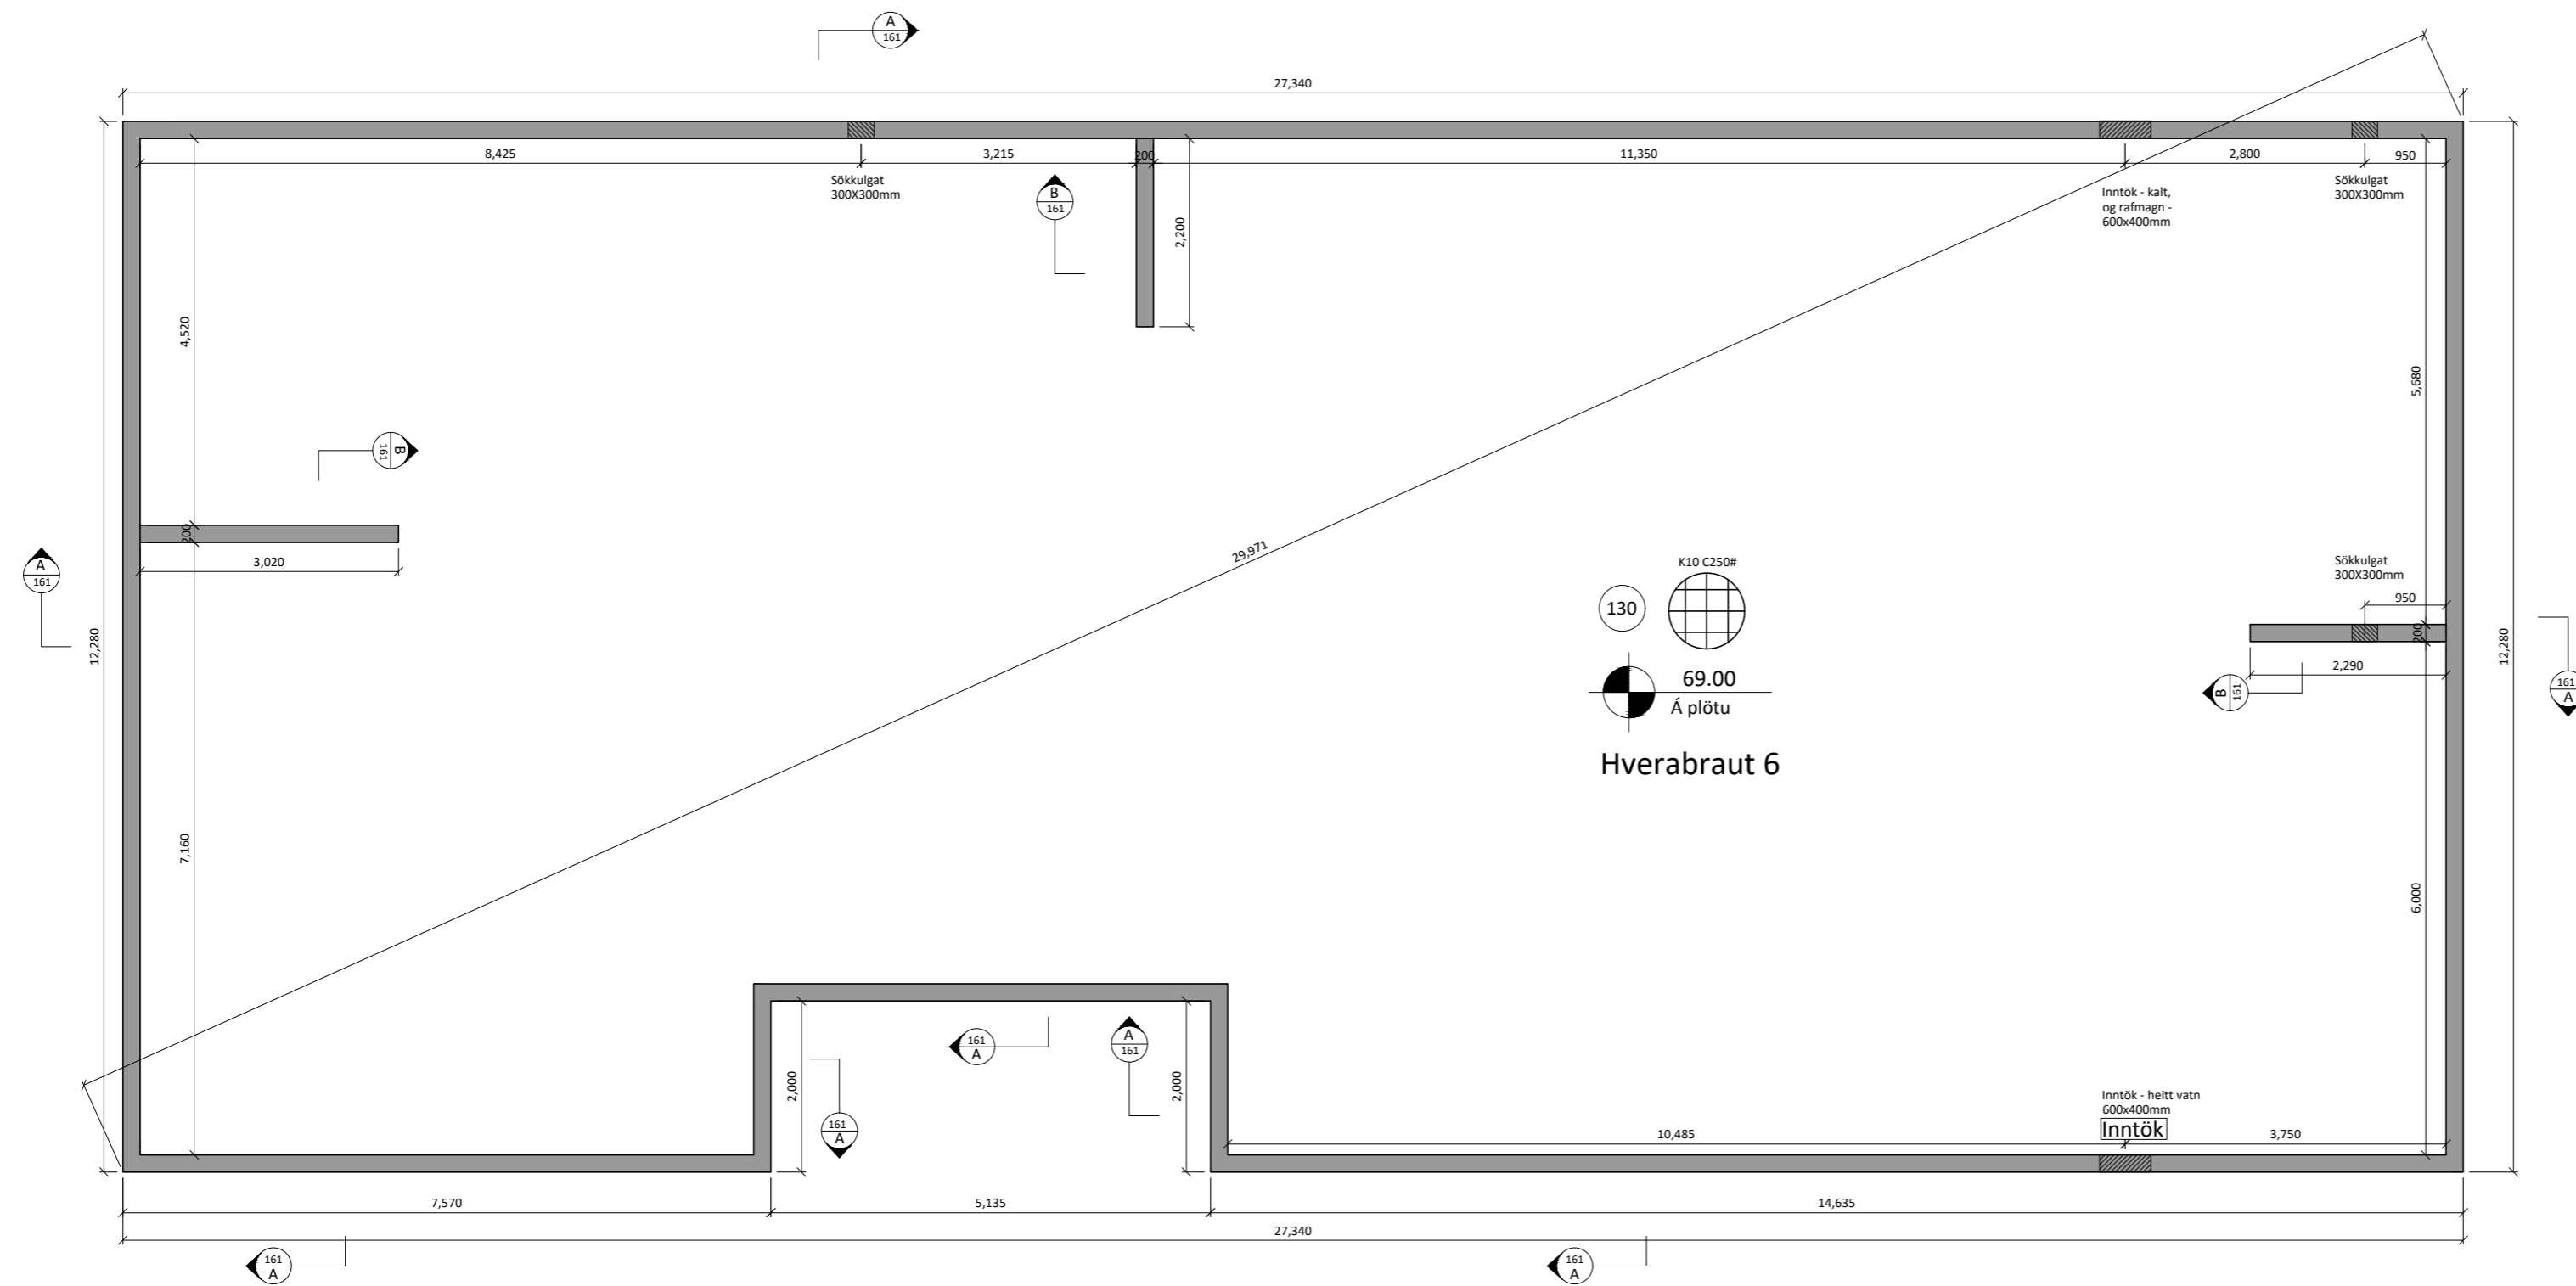 A
161
27,340
8,425
3,215
200
11,350
2,800
950
Sökkulgat
300X300mm
B
161
2,200
Inntök - kalt,
og rafmagn -
600x400mm
Sökkulgat
300X300mm
4,520
5,680
B
161
200
3,020
A
161
12,280
29,971
K10 C250#
130
69.00
Á plötu
Hverabraut 6
Sökkulgat
300X300mm
950
200
2,290
B
161
12,280
161
A
7,160
6,000
161
A
A
161
2,000
2,000
161
A
Inntök - heitt vatn
600x400mm
Inntök
10,485
3,750
7,570
5,135
14,635
27,340
161
A
161
A